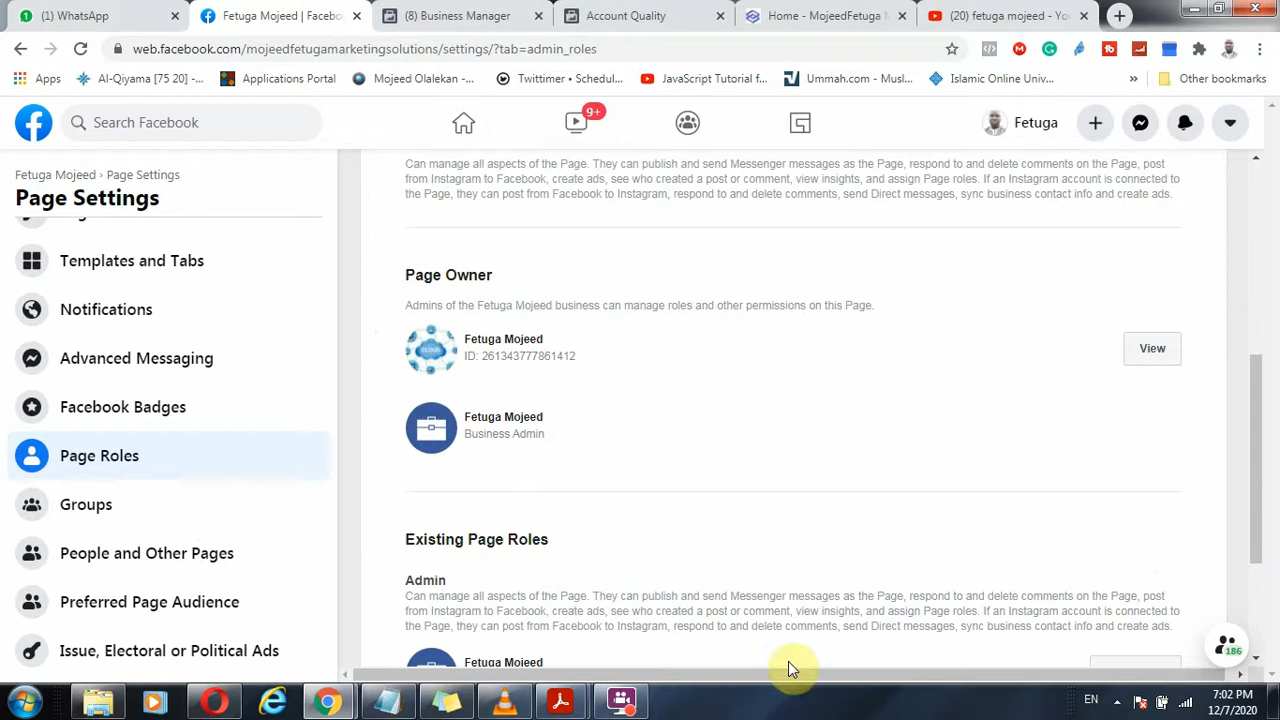 (1) WhatsApp
Fetuga Mojeed | Facebo
(8) Business Manage
Account Quality
Home - MojeedFetuga M
(20) fetuga mojeed - Yo
web.facebook.com/mojeedfetugamarketingsolutions/settings/?tab=admin_roles
Apps
Al-Qiyama [75 20] -...
Applications Portal
Mojeed Olalekan -...
Twittimer • Schedul...
JavaScript Tutorial f...
Ummah.com - Musl...
Islamic Online Univ...
»
Other bookmarks
Search Facebook
9+
Fetuga
Fetuga Mojeed › Page Settings
Page Settings
Templates and Tabs
Notifications
Advanced Messaging
Facebook Badges
Page Roles
Groups
People and Other Pages
Preferred Page Audience
Issue, Electoral or Political Ads
Can manage all aspects of the Page. They can publish and send Messenger messages as the Page, respond to and delete comments on the Page, post
from Instagram to Facebook, create ads, see who created a post or comment, view insights, and assign Page roles. If an Instagram account is connected to
the Page, they can post from Facebook to Instagram, respond to and delete comments, send Direct messages, sync business contact info and create ads.
Page Owner
Admins of the Fetuga Mojeed business can manage roles and other permissions on this Page.
CLOUD
Fetuga Mojeed
ID: 261343777861412
View
Fetuga Mojeed
Business Admin
Existing Page Roles
Admin
Can manage all aspects of the Page. They can publish and send Messenger messages as the Page, respond to and delete comments on the Page, post
from Instagram to Facebook, create ads, see who created a post or comment, view insights, and assign Page roles. If an Instagram account is connected to
the Page, they can post from Facebook to Instagram, respond to and delete comments, send Direct messages, sync business contact info and create ads.
Fetuga Mojeed
186
EN
7:02 PM
12/7/2020